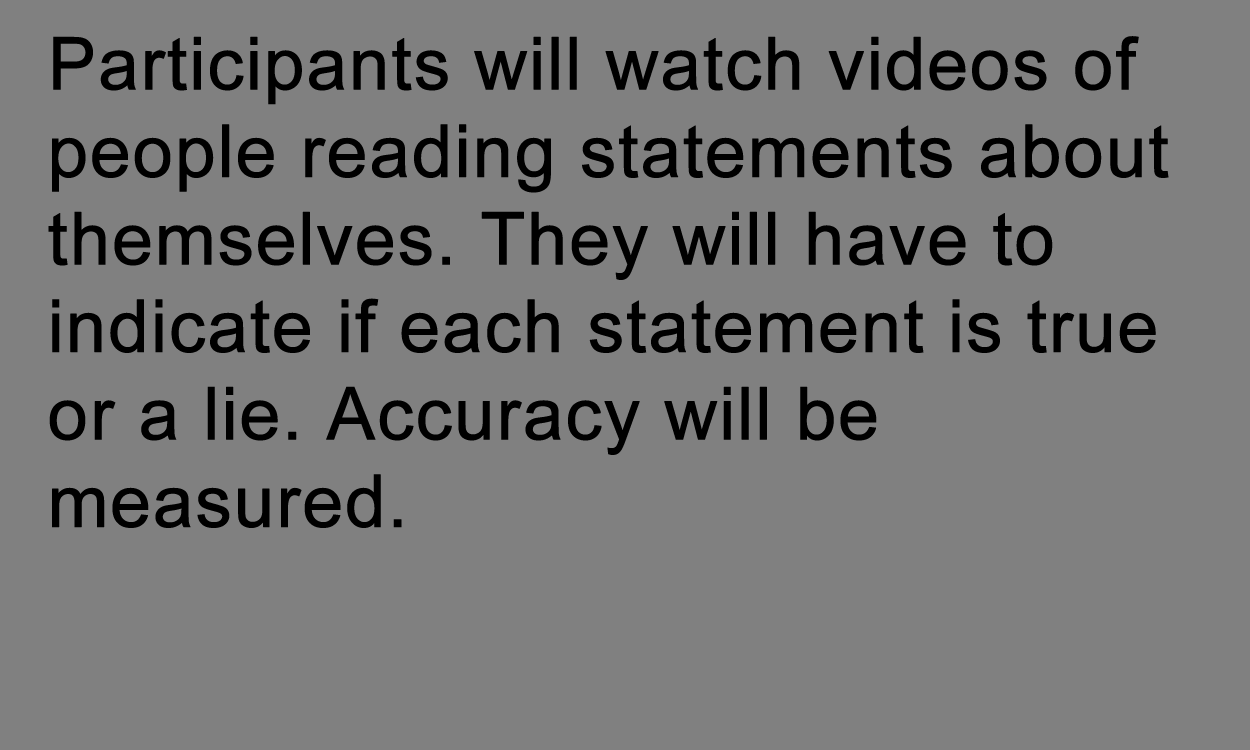 Participants will watch videos of
people reading statements about
themselves. They will have to
indicate if each statement is true
or a lie. Accuracy will be
measured.